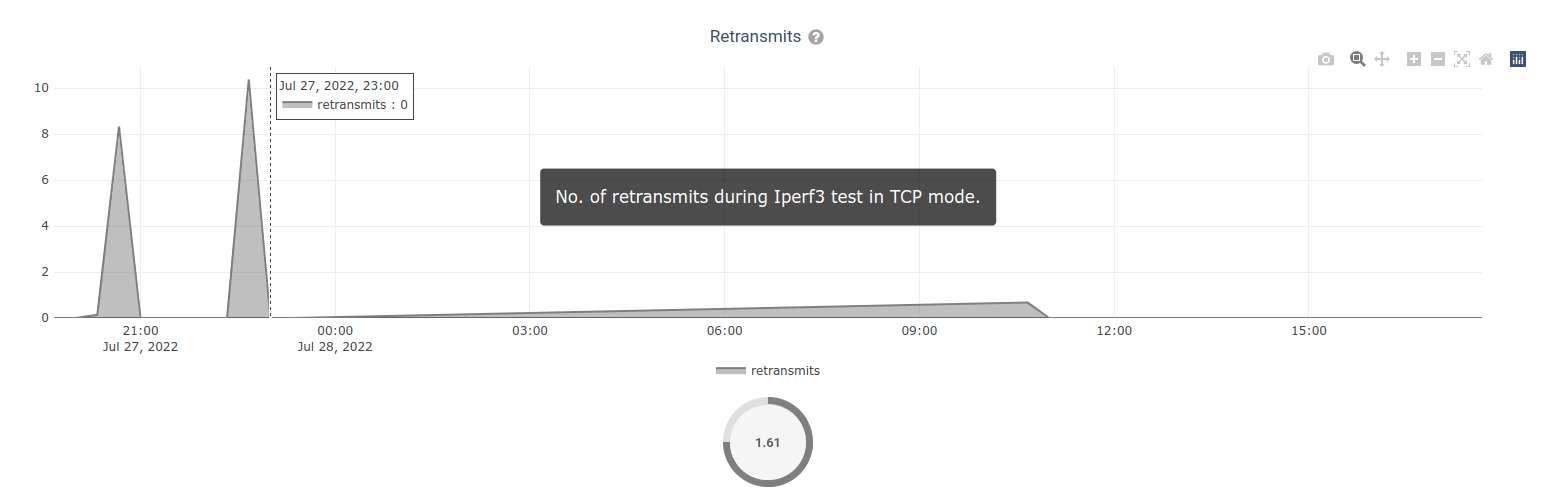 Retransmits ?
Jul 27, 2022, 23:00
retransmits : 0
10
8
6
4
2
0
No. of retransmits during Iperf3 test in TCP mode.
21:00 00:00 03:00 06:00 09:00 12:00 15:00
Jul 27, 2022 Jul 28, 2022
retransmits
1.61